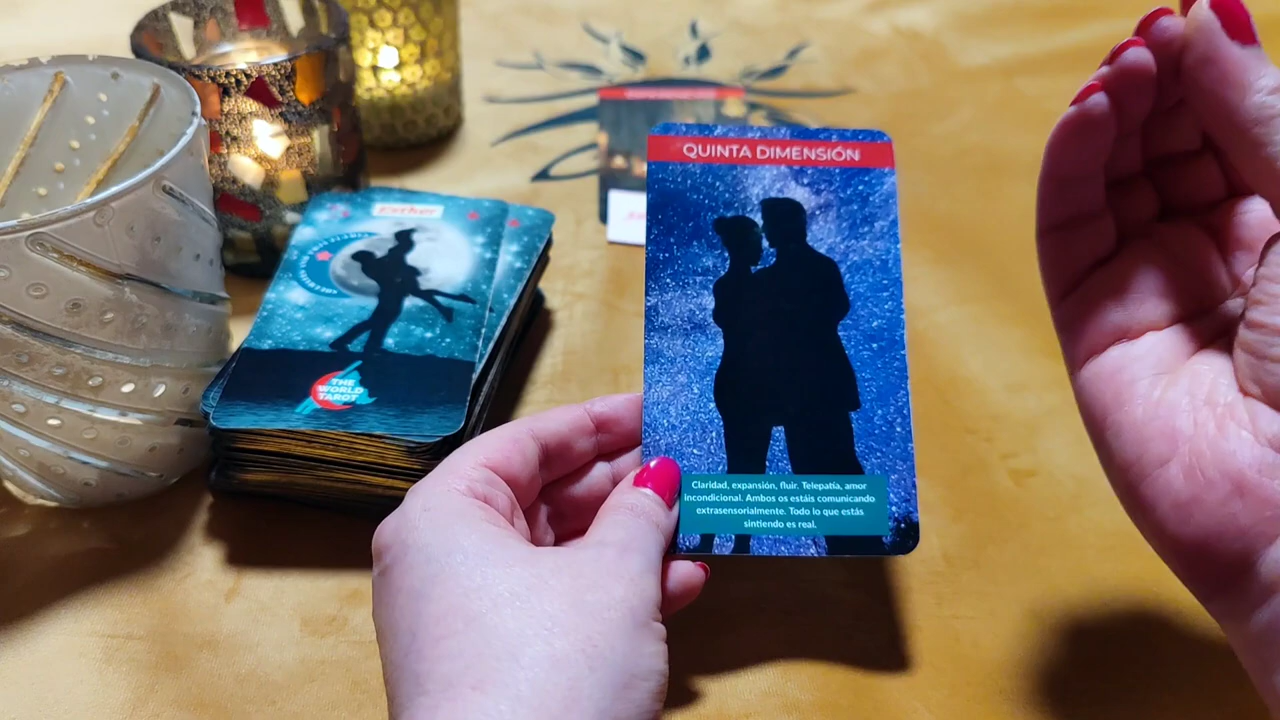 QUINTA DIMENSIÓN
Esther
THE
WORLD
TAROT
Claridad, expansión, fluir. Telepatía, amor
Incondicional. Ambos os estáis comunicando
extrasensorialmente. Todo lo que estás
sintiendo es real.